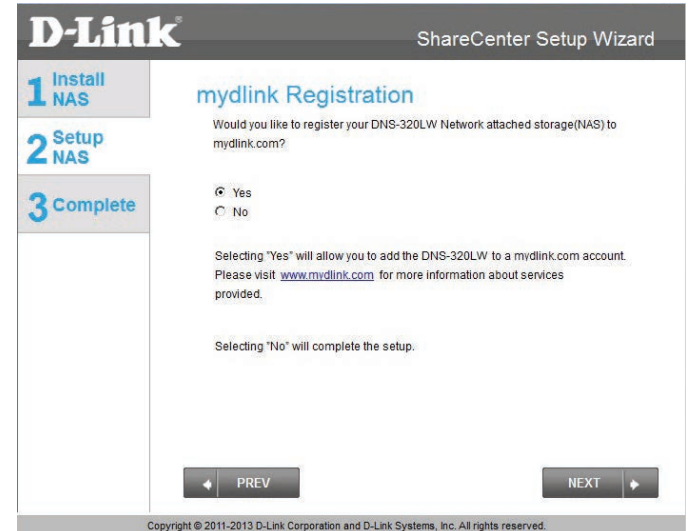 D-Link®
ShareCenter Setup Wizard
1 Install
NAS
2 Setup
NAS
3 Complete
mydlink Registration
Would you like to register your DNS-320LW Network attached storage(NAS) to
mydlink.com?
Yes
No
Selecting "Yes" will allow you to add the DNS-320LW to a mydlink.com account.
Please visit www.mydlink.com for more information about services
provided.
Selecting "No" will complete the setup.
PREV
NEXT
Copyright © 2011-2013 D-Link Corporation and D-Link Systems, Inc. All rights reserved.